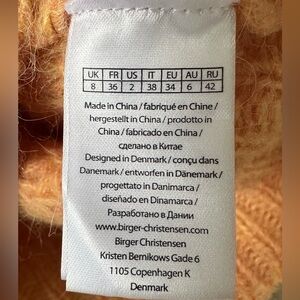 UK FR US IT EU AU RU
8 36 2 38 34 6 42
Made in China / fabriqué en Chine /
hergestellt in China / prodotto in
China / fabricado en China /
сделано в Китае
Designed in Denmark / conçu dans
Danemark / entworfen in Dänemark /
progettato in Danimarca /
diseñado en Dinamarca /
Разработано в Дании
www.birger-christensen.com
Birger Christensen
Kristen Bernikows Gade 6
1105 Copenhagen K
Denmark